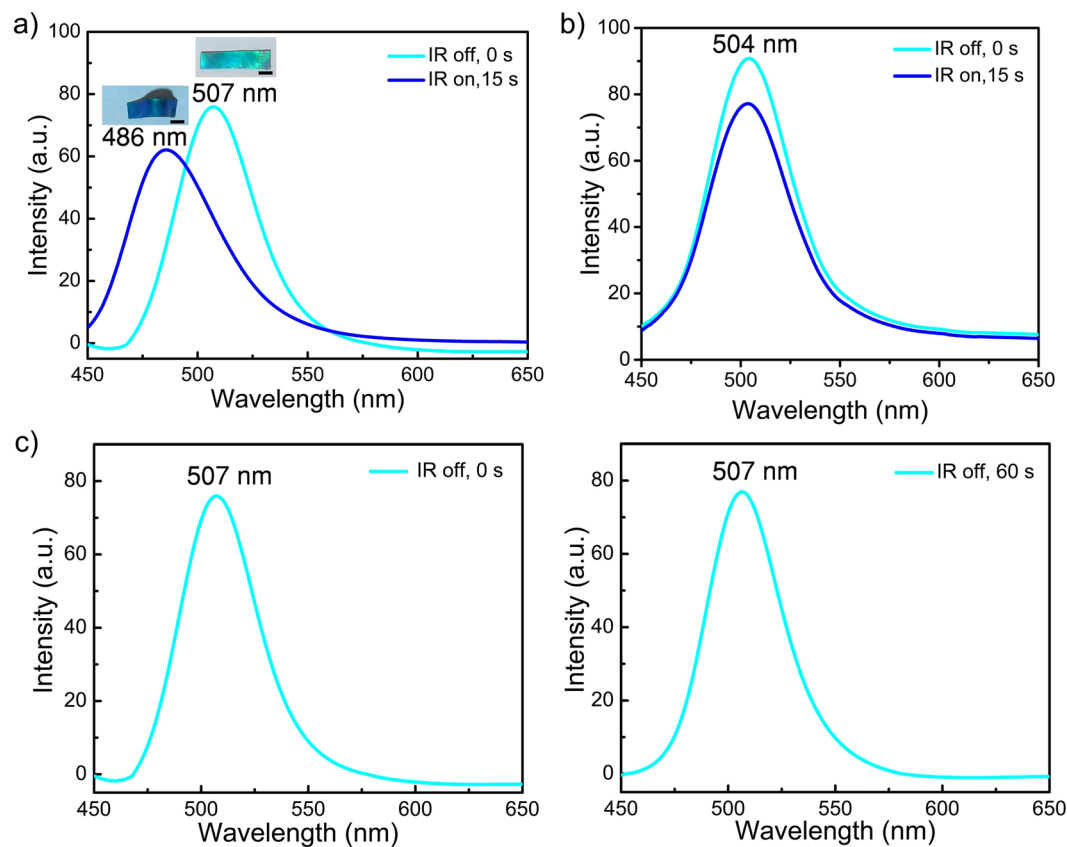 a)
100
80
60
40
20
0
450
500
550
600
650
Intensity (a.u.)
Wavelength (nm)
IR off, 0 s
IR on,15 s
507 nm
486 nm
b)
100
80
60
40
20
0
450
500
550
600
650
Intensity (a.u.)
Wavelength (nm)
504 nm
IR off, 0 s
IR on,15 s
c)
80
60
40
20
0
450
500
550
600
650
Intensity (a.u.)
Wavelength (nm)
507 nm
IR off, 0 s
80
60
40
20
0
450
500
550
600
650
Intensity (a.u.)
Wavelength (nm)
507 nm
IR off, 60 s